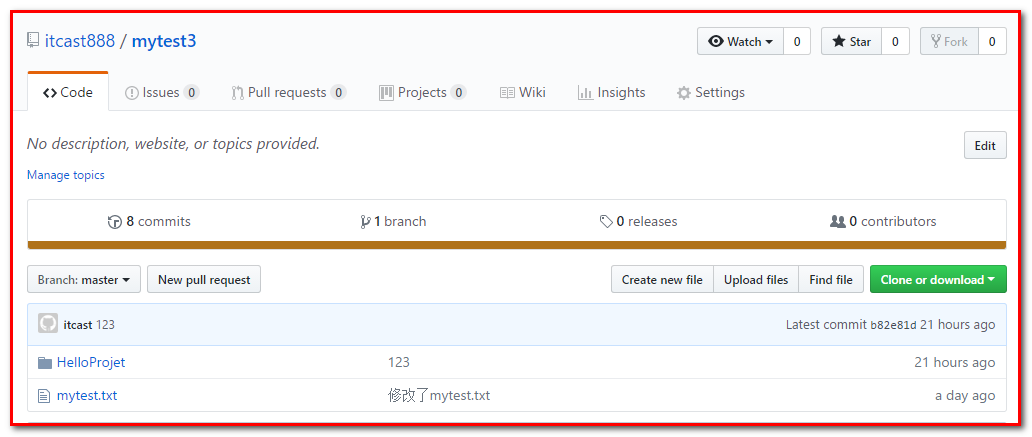 itcast888 / mytest3 Watch 0 Star 0 Fork 0
Code Issues 0 Pull requests 0 Projects 0 Wiki Insights Settings
No description, website, or topics provided. Edit
Manage topics
8 commits 1 branch 0 releases 0 contributors
Branch: master New pull request Create new file Upload files Find file Clone or download
itcast 123 Latest commit b82e81d 21 hours ago
HelloProjet 123 21 hours ago
mytest.txt 修改了mytest.txt a day ago